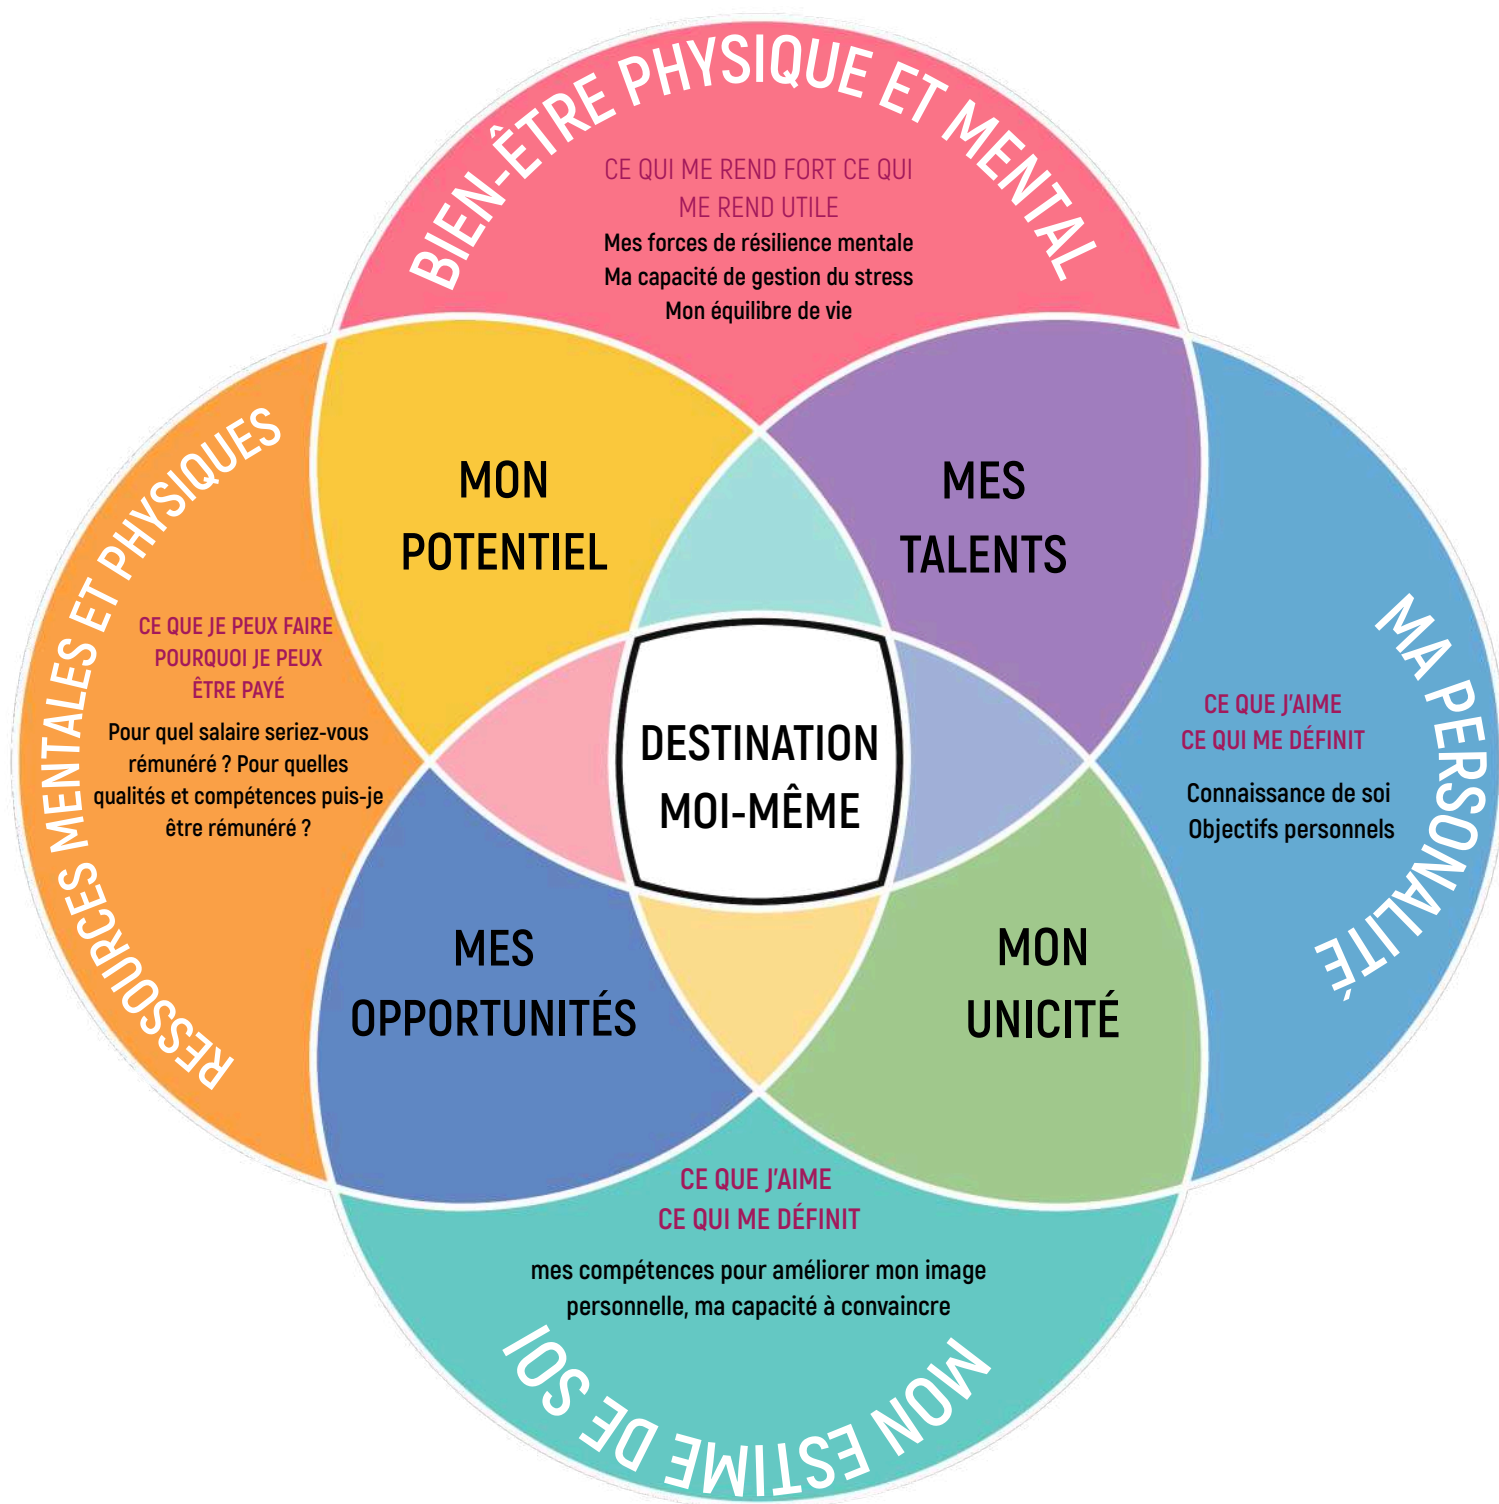 BIEN-ÊTRE PHYSIQUE ET MENTAL
CE QUI ME REND FORT CE QUI
ME REND UTILE
Mes forces de résilience mentale
Ma capacité de gestion du stress
Mon équilibre de vie
MON
POTENTIEL
MES
TALENTS
RESSOURCES MENTALES ET PHYSIQUES
CE QUE JE PEUX FAIRE
POURQUOI JE PEUX
ÊTRE PAYÉ
Pour quel salaire seriez-vous
rémunéré ? Pour quelles
qualités et compétences puis-je
être rémunéré ?
DESTINATION
MOI-MÊME
MA PERSONALITÉ
CE QUE J'AIME
CE QUI ME DÉFINIT
Connaissance de soi
Objectifs personnels
MES
OPPORTUNITÉS
MON
UNICITÉ
CE QUE J'AIME
CE QUI ME DÉFINIT
mes compétences pour améliorer mon image
personnelle, ma capacité à convaincre
MON ESTIME DE SOI